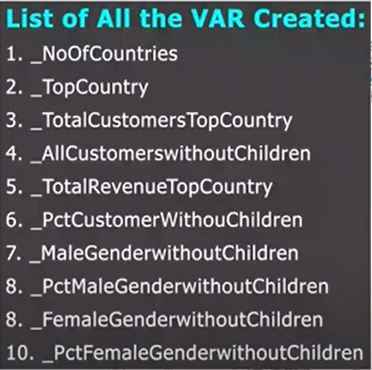 List of All the VAR Created:
1. _NoOfCountries
2. _TopCountry
3. _TotalCustomersTopCountry
4. _AllCustomerswithoutChildren
5. _TotalRevenueTopCountry
6. _PctCustomerWithouChildren
7. _MaleGenderwithoutChildren
8. _PctMaleGenderwithoutChildren
8. _FemaleGenderwithoutChildren
10. _PctFemaleGenderwithoutChildren